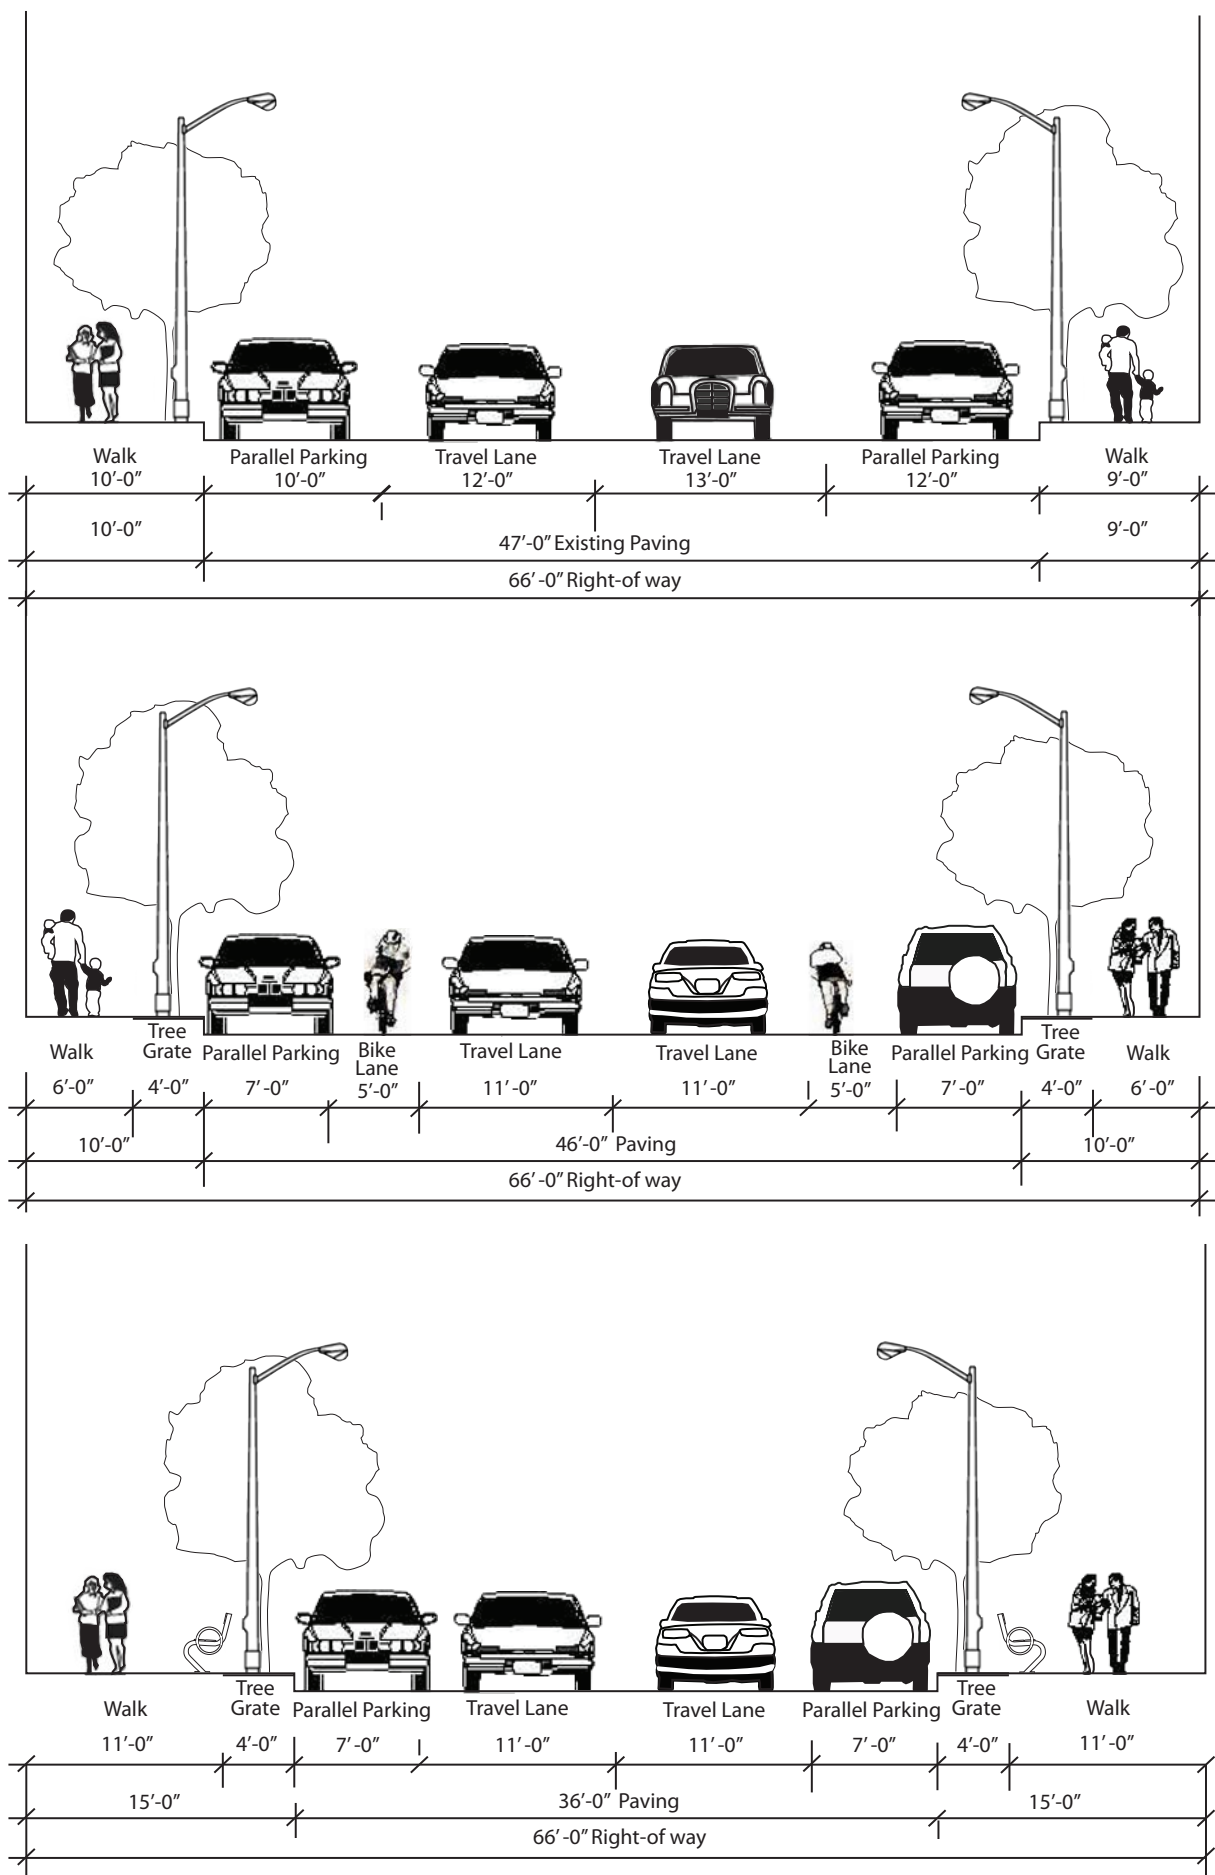 Walk Parallel Parking Travel Lane Travel Lane Parallel Parking Walk
10’-0” 10’-0” 12’-0” 13’-0” 12’-0” 9’-0”
10’-0” 9’-0”
47’-0” Existing Paving
66’-0” Right-of way
Tree Bike Bike Tree
Walk Grate Parallel Parking Lane Travel Lane Travel Lane Lane Parallel Parking Grate Walk
6’-0” 4’-0” 7’-0” 5’-0” 11’-0” 11’-0” 5’-0” 7’-0” 4’-0” 6’-0”
10’-0” 46’-0” Paving 10’-0”
66’-0” Right-of way
Tree Tree
Walk Grate Parallel Parking Travel Lane Travel Lane Parallel Parking Grate Walk
11’-0” 4’-0” 7’-0” 11’-0” 11’-0” 7’-0” 4’-0” 11’-0”
15’-0” 36’-0” Paving 15’-0”
66’-0” Right-of way